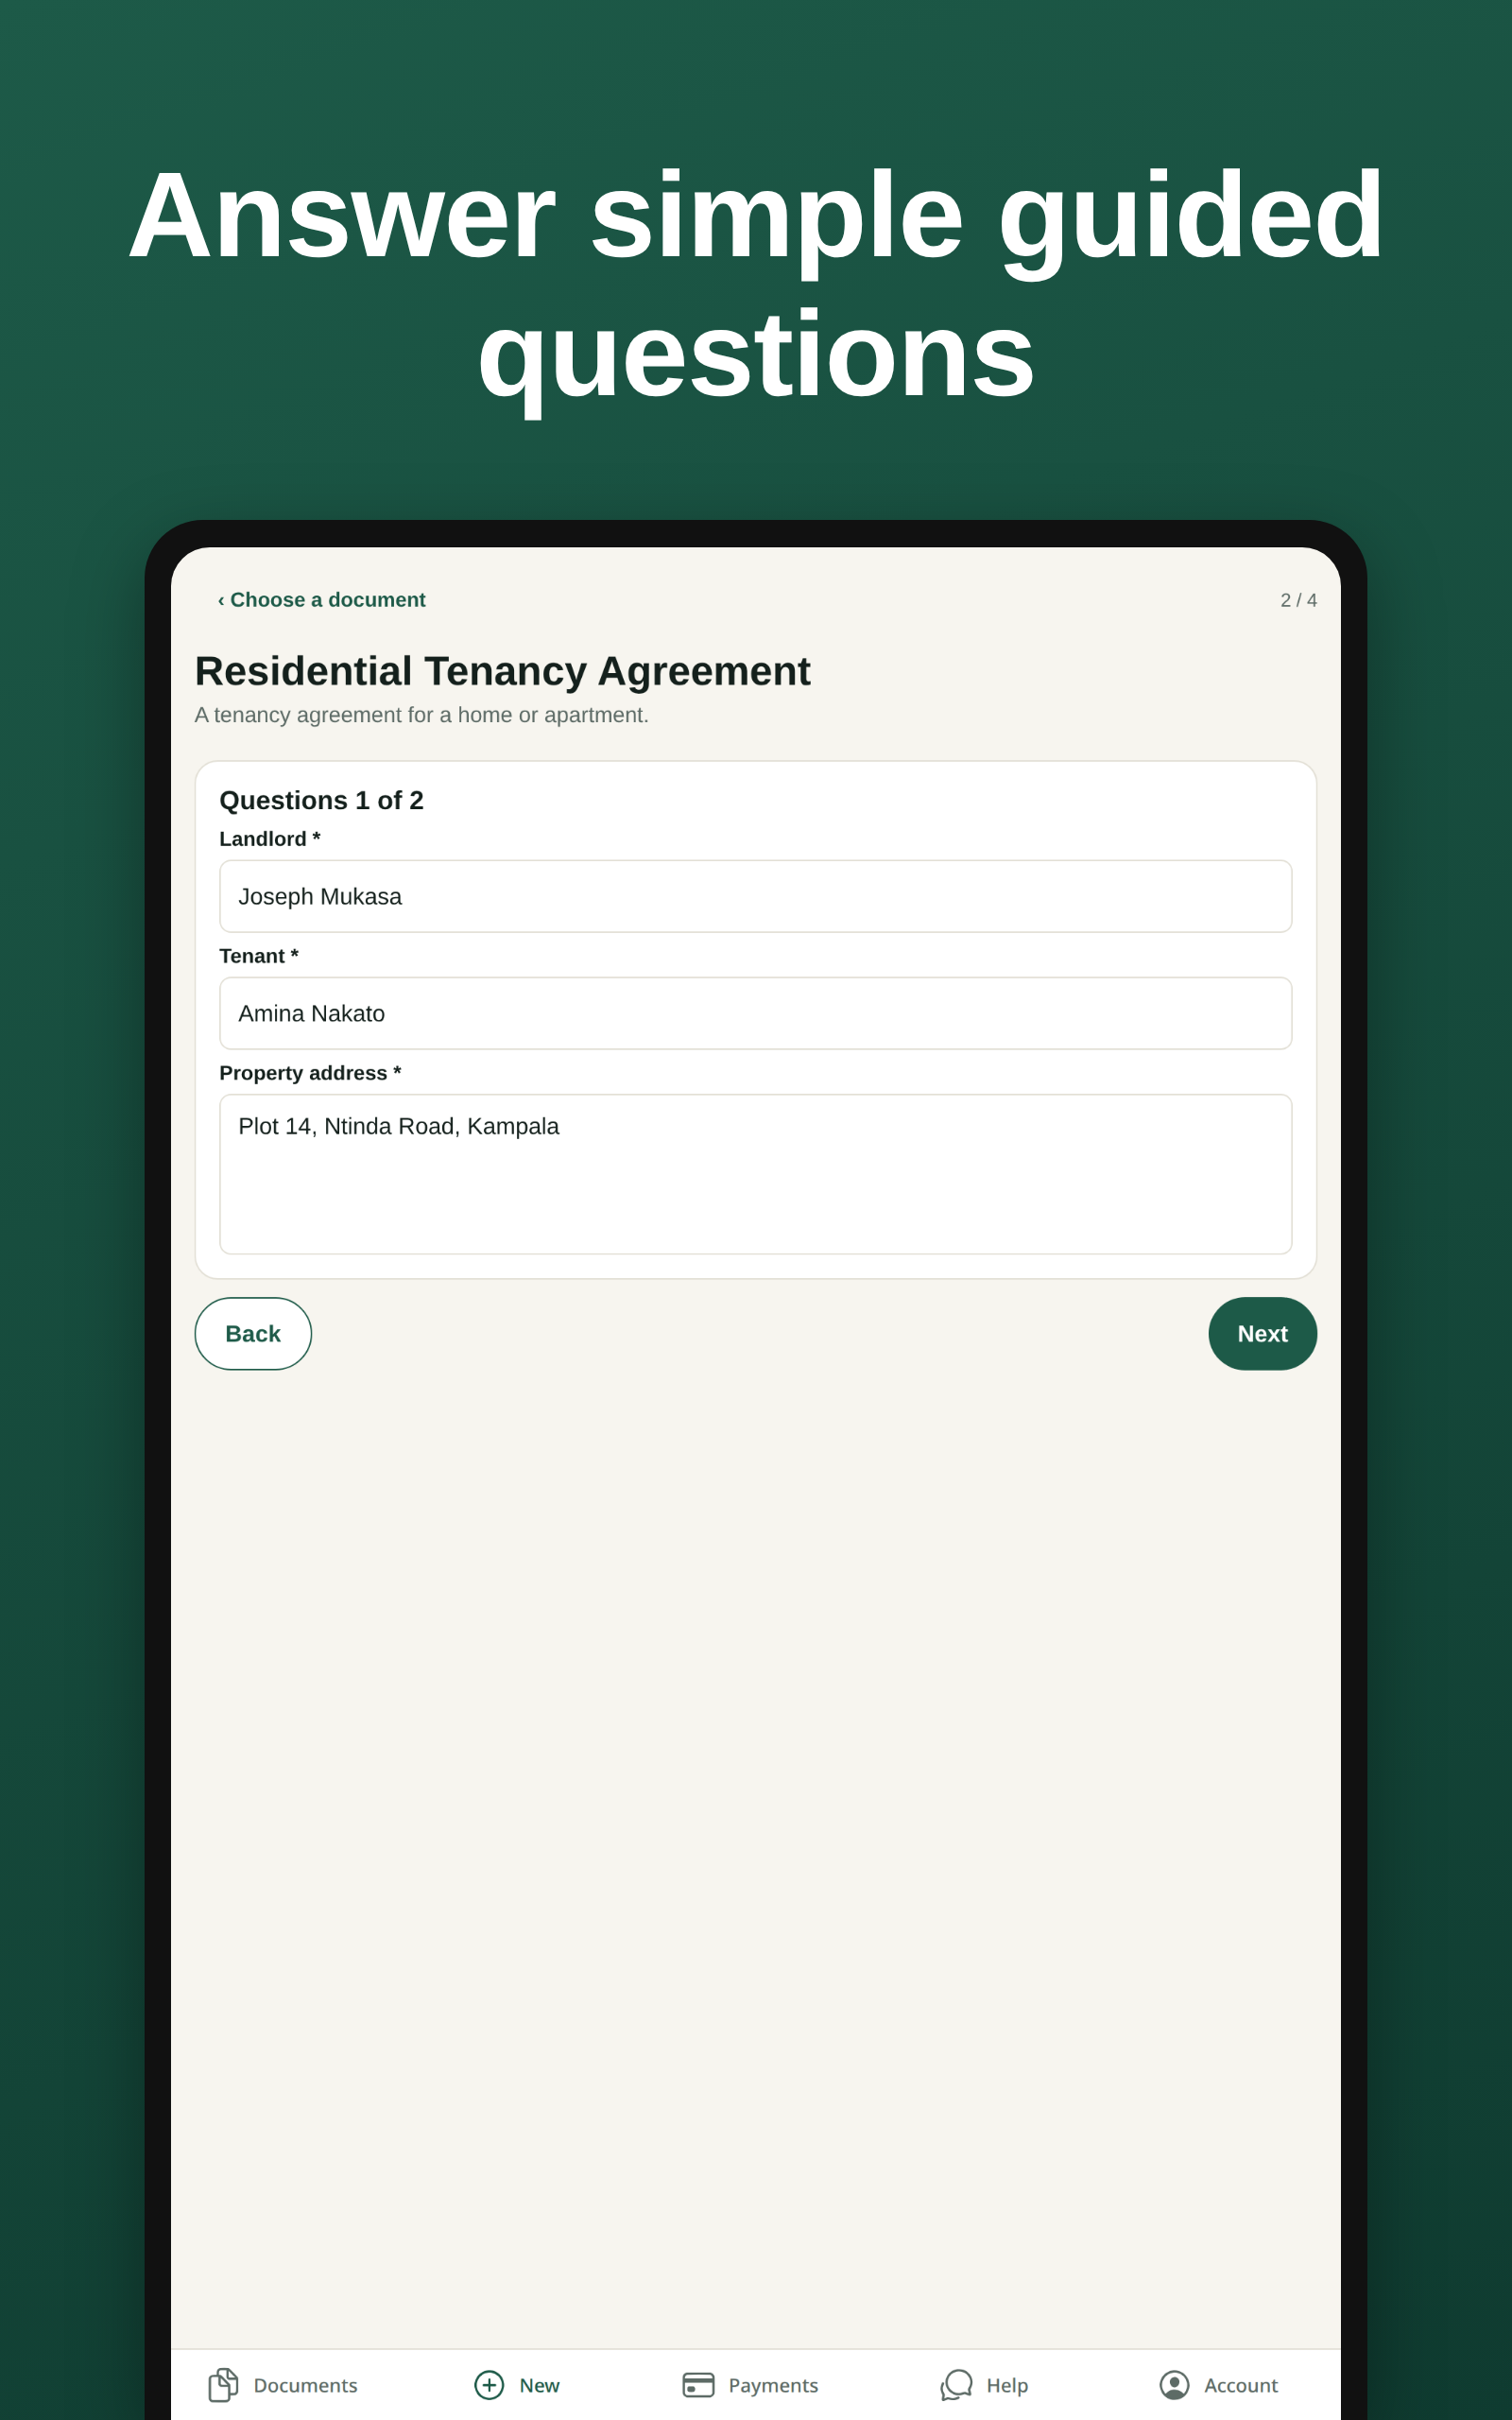 Answer simple guided
questions
‹ Choose a document
2 / 4
Residential Tenancy Agreement
A tenancy agreement for a home or apartment.
Questions 1 of 2
Landlord *
Joseph Mukasa
Tenant *
Amina Nakato
Property address *
Plot 14, Ntinda Road, Kampala
Back
Next
Documents
New
Payments
Help
Account